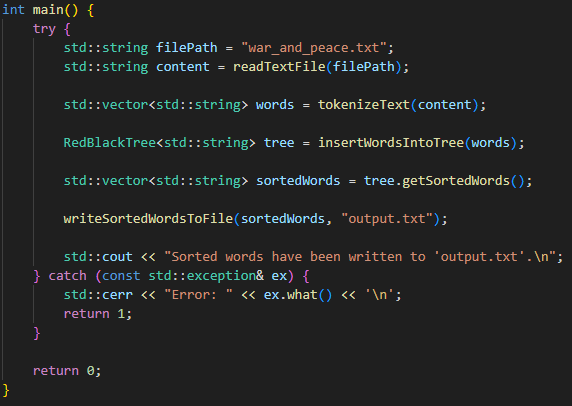 int main() {
    try {
        std::string filePath = "war_and_peace.txt";
        std::string content = readTextFile(filePath);

        std::vector<std::string> words = tokenizeText(content);

        RedBlackTree<std::string> tree = insertWordsIntoTree(words);

        std::vector<std::string> sortedWords = tree.getSortedWords();

        writeSortedWordsToFile(sortedWords, "output.txt");

        std::cout << "Sorted words have been written to 'output.txt'.\n";
    } catch (const std::exception& ex) {
        std::cerr << "Error: " << ex.what() << '\n';
        return 1;
    }

    return 0;
}